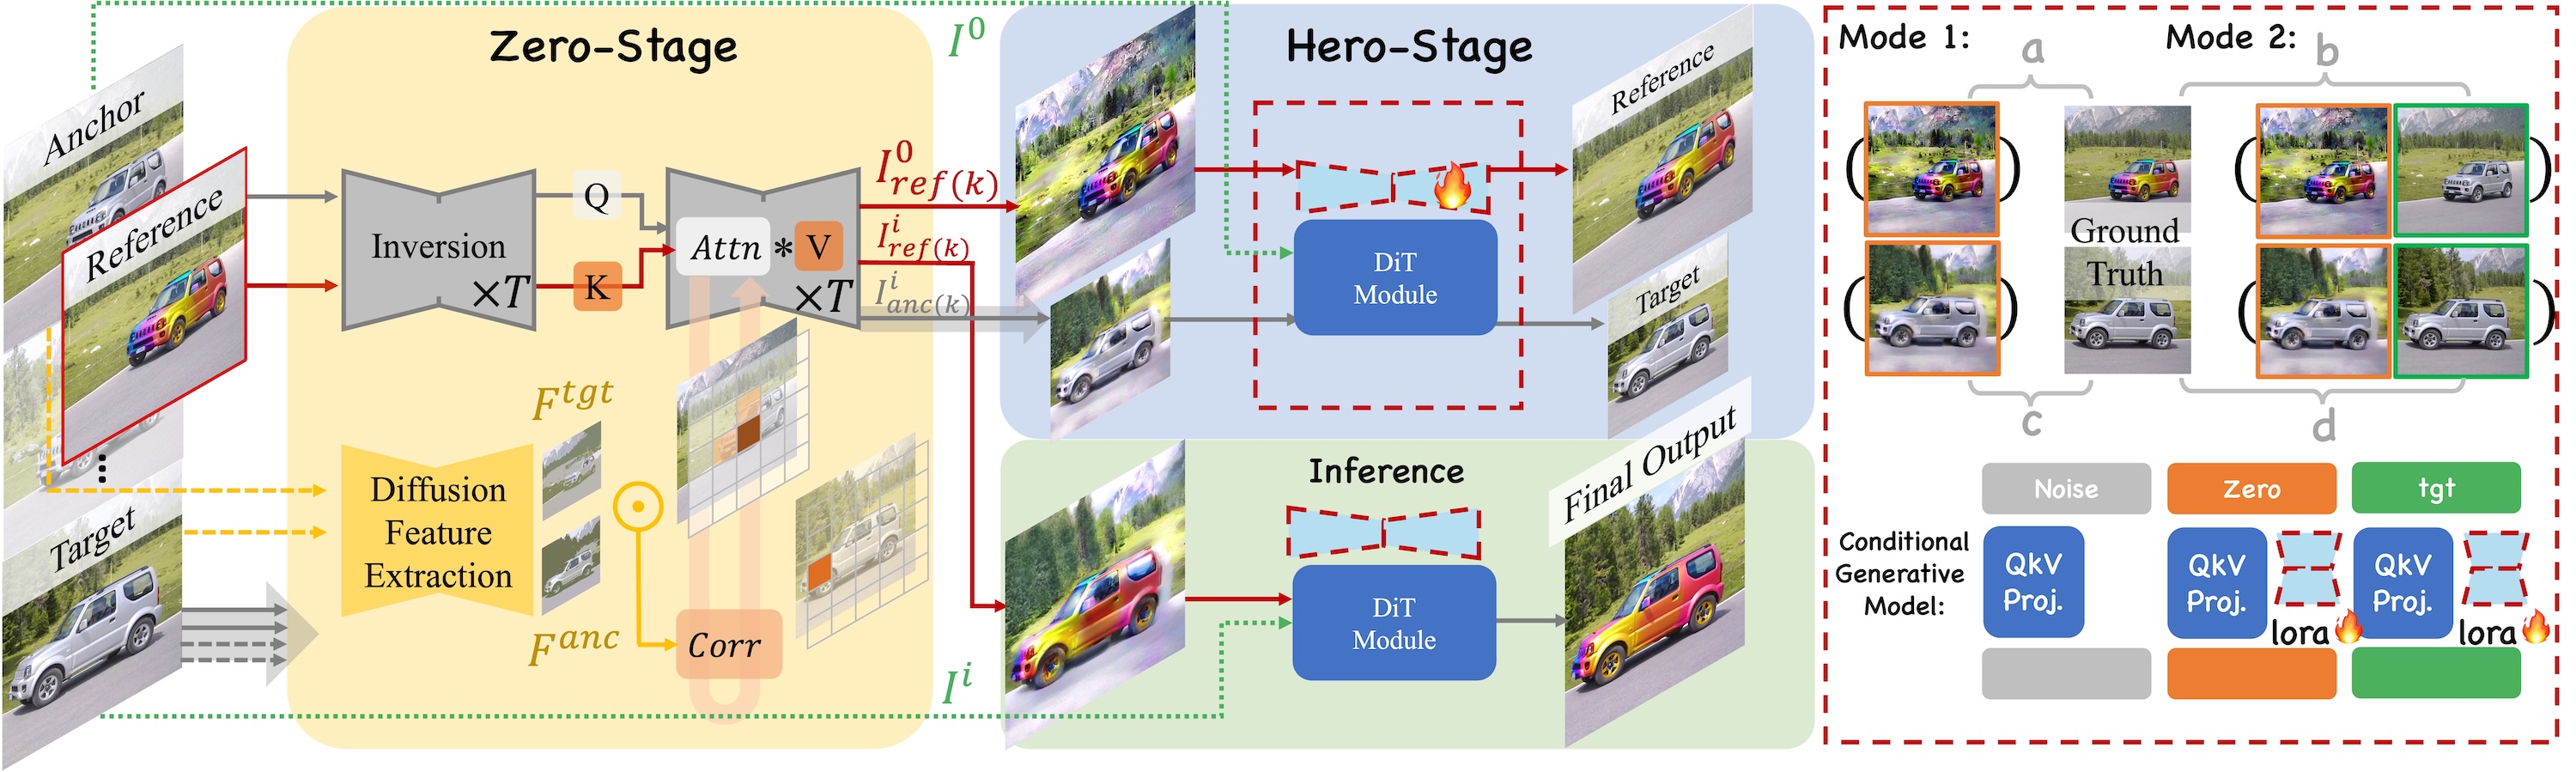 Zero-Stage
I^0
Hero-Stage
Mode 1:
a
Mode 2:
b
Anchor
Reference
Inversion
×T
Q
K
Attn * V
×T
I^0_{ref(k)}
I^i_{ref(k)}
I^i_{anc(k)}
Reference
DiT
Module
Target
( )
( )
Ground
Truth
( )
( )
c
d
⋮
Target
Diffusion
Feature
Extraction
F^{tgt}
F^{anc}
Corr
I^i
Inference
DiT
Module
Final Output
Noise
Zero
tgt
Conditional
Generative
Model:
QkV
Proj.
QkV
Proj.
lora
QkV
Proj.
lora